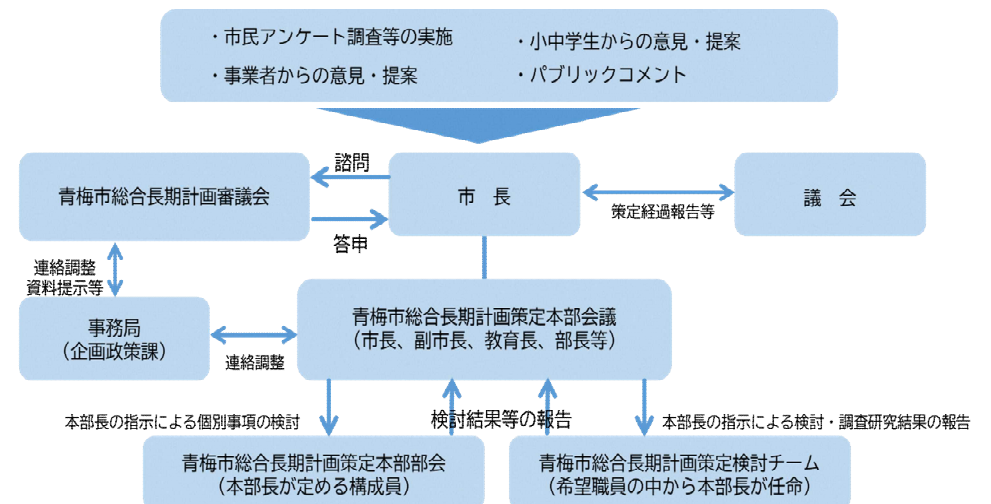 ・市民アンケート調査等の実施
・小中学生からの意見・提案
・事業者からの意見・提案
・パブリックコメント
諮問
青梅市総合長期計画審議会
市　長
議　会
策定経過報告等
答申
連絡調整
資料提示等
事務局
（企画政策課）
連絡調整
青梅市総合長期計画策定本部会議
（市長、副市長、教育長、部長等）
本部長の指示による個別事項の検討
検討結果等の報告
本部長の指示による検討・調査研究結果の報告
青梅市総合長期計画策定本部部会
（本部長が定める構成員）
青梅市総合長期計画策定検討チーム
（希望職員の中から本部長が任命）